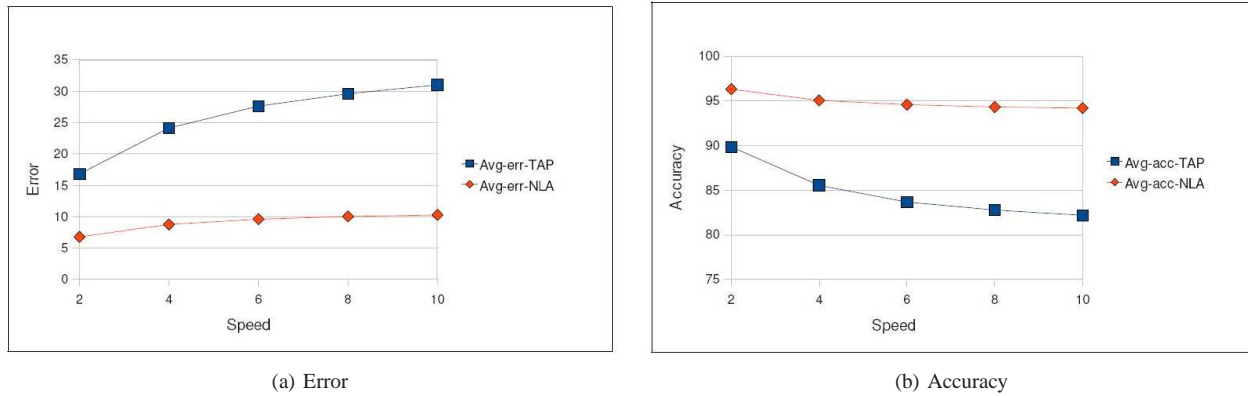 35
30
25
20
15
10
5
0
Error
2 4 6 8 10
Speed
Avg-err-TAP
Avg-err-NLA
(a) Error
100
95
90
85
80
75
Accuracy
2 4 6 8 10
Speed
Avg-acc-TAP
Avg-acc-NLA
(b) Accuracy